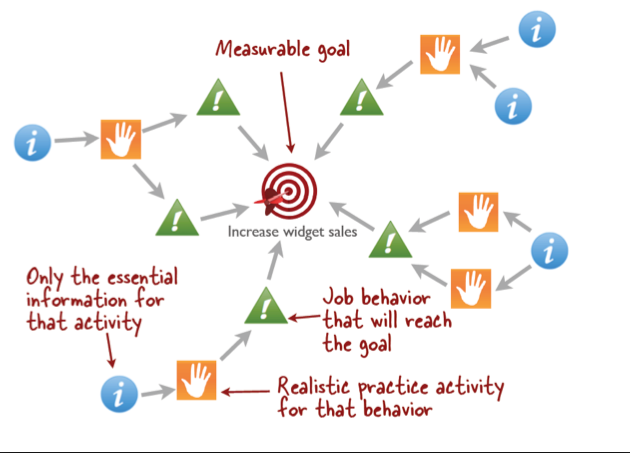 Measurable goal
i
i
!
!
i
!
Increase widget sales
!
i
Only the essential
information for
that activity
!
Job behavior
that will reach
the goal
i
Realistic practice activity
for that behavior